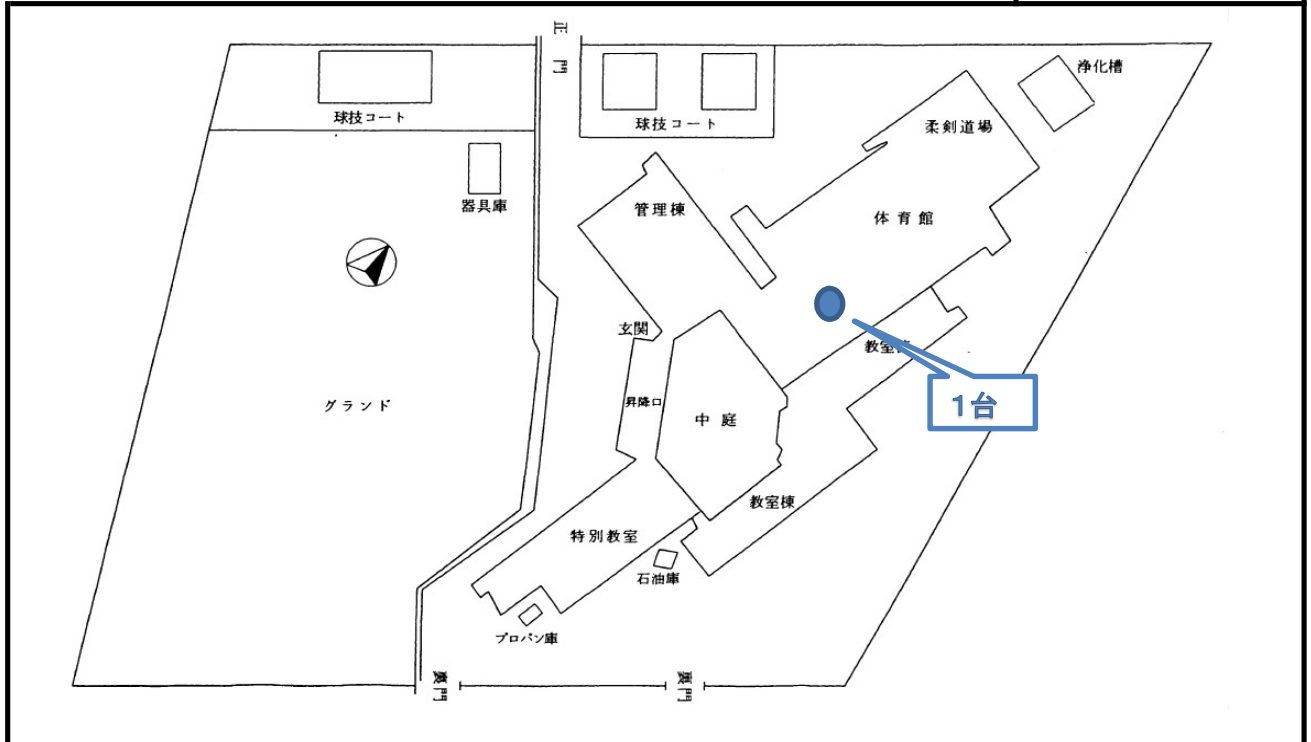 正門
浄化槽
球技コート
球技コート
柔剣道場
器具庫
管理棟
体育館
玄関
教室棟
1台
グランド
昇降口
中庭
教室棟
特別教室
石油庫
プロパン庫
裏門
裏門